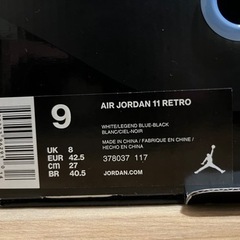 9
AIR JORDAN 11 RETRO
WHITE/LEGEND BLUE-BLACK
BLANC/CIEL-NOIR
MADE IN CHINA / FABRIQUE EN CHINE /
HECHO EN CHINA
378037 117
JORDAN.COM
UK 8
EUR 42.5
CM 27
BR 40.5